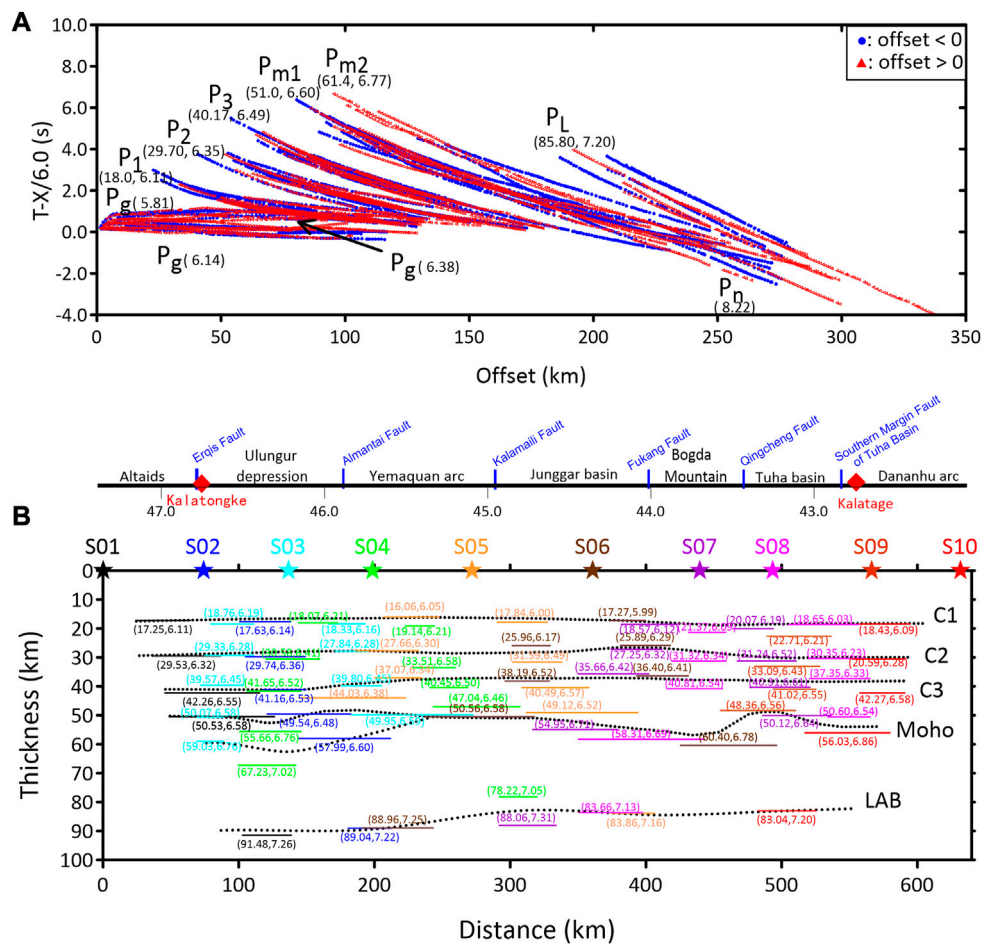 A
10.0
8.0
6.0
4.0
2.0
0.0
-2.0
-4.0
T-X/6.0 (s)
●: offset < 0
▲: offset > 0
Pm2
(61.4, 6.77)
Pm1
(51.0, 6.60)
P3
(40.17, 6.49)
P2
(29.70, 6.35)
P1
(18.0, 6.11)
Pg( 5.81)
Pg( 6.14)
Pg( 6.38)
PL
(85.80, 7.20)
Pn
( 8.22)
0 50 100 150 200 250 300 350
Offset (km)
Erqis Fault
Almantai Fault
Kalamaili Fault
Fukang Fault
Qingcheng Fault
Southern Margin Fault
of Tuha Basin
Altaids
Ulungur
depression
Yemaquan arc
Junggar basin
Bogda
Mountain
Tuha basin
Dananhu arc
47.0 46.0 45.0 44.0 43.0
Kalatongke
Kalatage
B
S01 S02 S03 S04 S05 S06 S07 S08 S09 S10
0
10
20
30
40
50
60
70
80
90
100
Thickness (km)
(18.76,6.19)
(18.07,6.21)
(16.06,6.05)
(17.84,6.00)
(17.27,5.99)
(20.07,6.19)
(18.65,6.03)
C1
(17.25,6.11)
(17.63,6.14)
(18.33,6.16)
(19.14,6.21)
(18.57,6.12)
(18.43,6.09)
(22.71,6.21)
(29.33,6.28)
(27.84,6.28)
(27.66,6.30)
(25.96,6.17)
(25.89,6.29)
(27.25,6.32)
(31.32,6.34)
(31.24,6.52)
(30.35,6.23)
C2
(29.53,6.32)
(29.74,6.36)
(33.51,6.58)
(20.59,6.28)
(39.57,6.45)
(41.65,6.52)
(39.80,6.45)
(38.19,6.52)
(35.66,6.42)
(36.40,6.41)
(33.09,6.43)
(37.35,6.33)
C3
(42.26,6.55)
(41.16,6.53)
(44.03,6.38)
(40.45,6.50)
(40.49,6.57)
(40.81,6.54)
(41.02,6.55)
(42.27,6.58)
(47.04,6.46)
(49.12,6.52)
(48.36,6.56)
(50.07,6.58)
(50.53,6.58)
(49.54,6.48)
(50.56,6.58)
(50.12,6.64)
(50.60,6.54)
Moho
(59.03,6.76)
(55.66,6.76)
(57.99,6.60)
(54.95,6.71)
(58.31,6.69)
(60.40,6.78)
(56.03,6.86)
(67.23,7.02)
(78.22,7.05)
LAB
(88.96,7.25)
(83.66,7.13)
(91.48,7.26)
(89.04,7.22)
(88.06,7.31)
(83.86,7.16)
(83.04,7.20)
0 100 200 300 400 500 600
Distance (km)